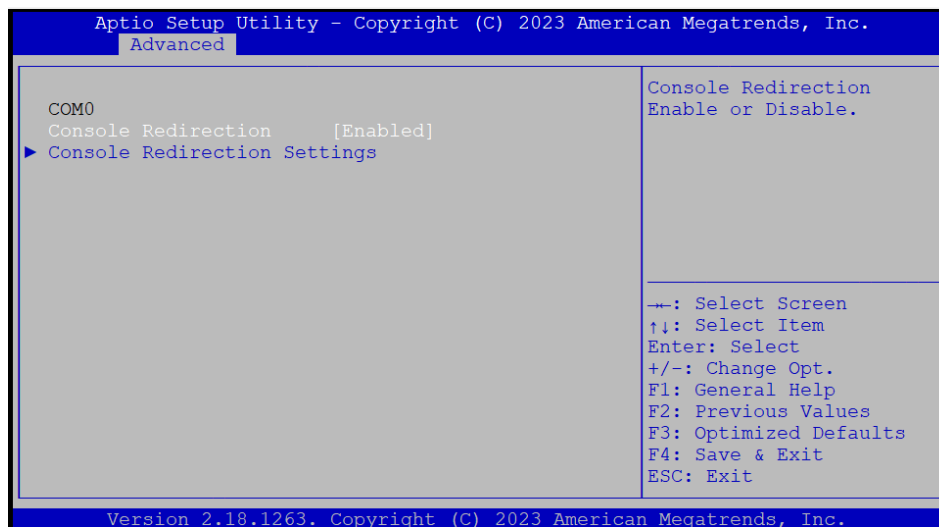 Aptio Setup Utility – Copyright (C) 2023 American Megatrends, Inc.
Advanced
COM0
Console Redirection [Enabled]
► Console Redirection Settings
Console Redirection
Enable or Disable.
→←: Select Screen
↑↓: Select Item
Enter: Select
+/-: Change Opt.
F1: General Help
F2: Previous Values
F3: Optimized Defaults
F4: Save & Exit
ESC: Exit
Version 2.18.1263. Copyright (C) 2023 American Megatrends, Inc.